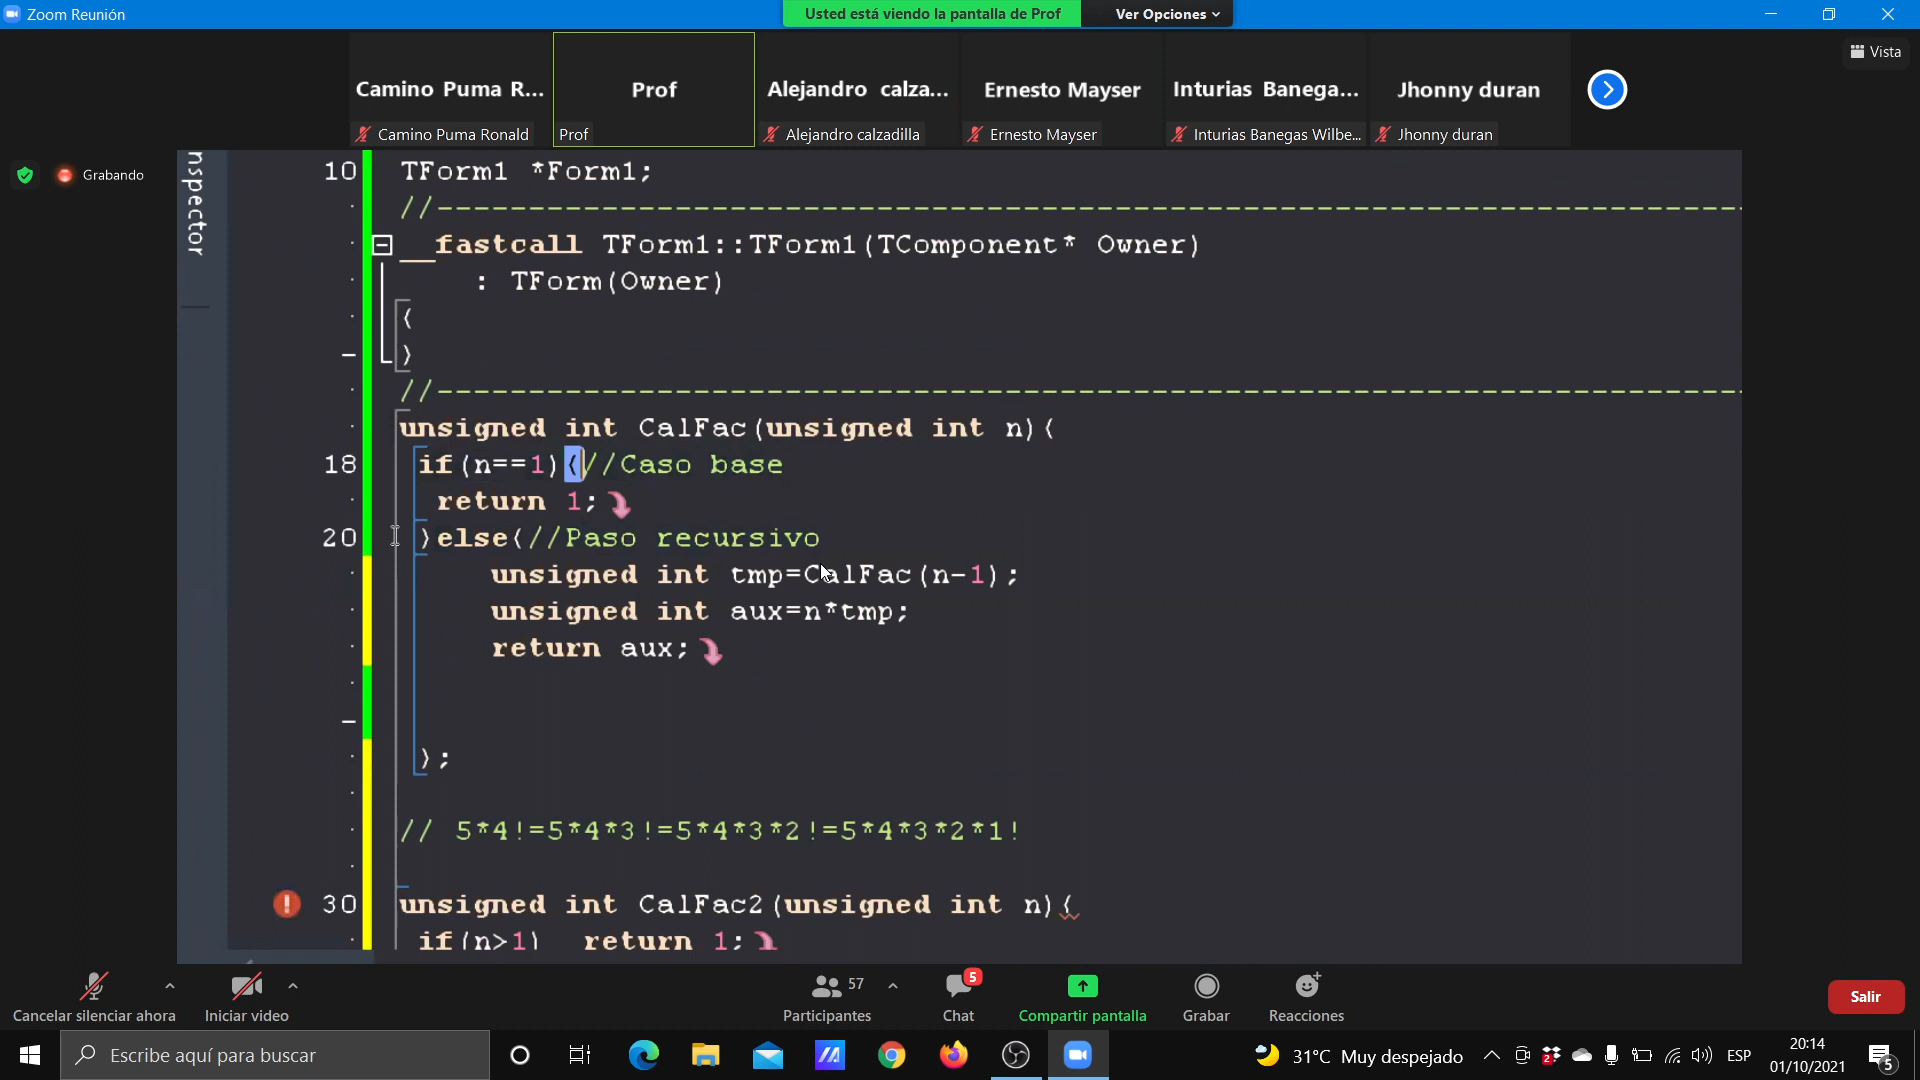 Zoom Reunión
Usted está viendo la pantalla de Prof
Ver Opciones
Vista
Camino Puma R...
Prof
Alejandro calza...
Ernesto Mayser
Inturias Banega...
Jhonny duran
Camino Puma Ronald
Prof
Alejandro calzadilla
Ernesto Mayser
Inturias Banegas Wilbe...
Jhonny duran
Grabando
nspector
10 TForm1 *Form1;
//------------------------------------------------------------------------
__fastcall TForm1::TForm1(TComponent* Owner)
: TForm(Owner)
{
}
//------------------------------------------------------------------------
unsigned int CalFac(unsigned int n){
18 if(n==1){//Caso base
return 1;
20 }else{//Paso recursivo
unsigned int tmp=CalFac(n-1);
unsigned int aux=n*tmp;
return aux;
};
// 5*4!=5*4*3!=5*4*3*2!=5*4*3*2*1!
30 unsigned int CalFac2(unsigned int n){
if(n>1) return 1;
Cancelar silenciar ahora
Iniciar video
57
Participantes
5
Chat
Compartir pantalla
Grabar
Reacciones
Salir
Escribe aquí para buscar
31°C Muy despejado
2
ESP
20:14
01/10/2021
5